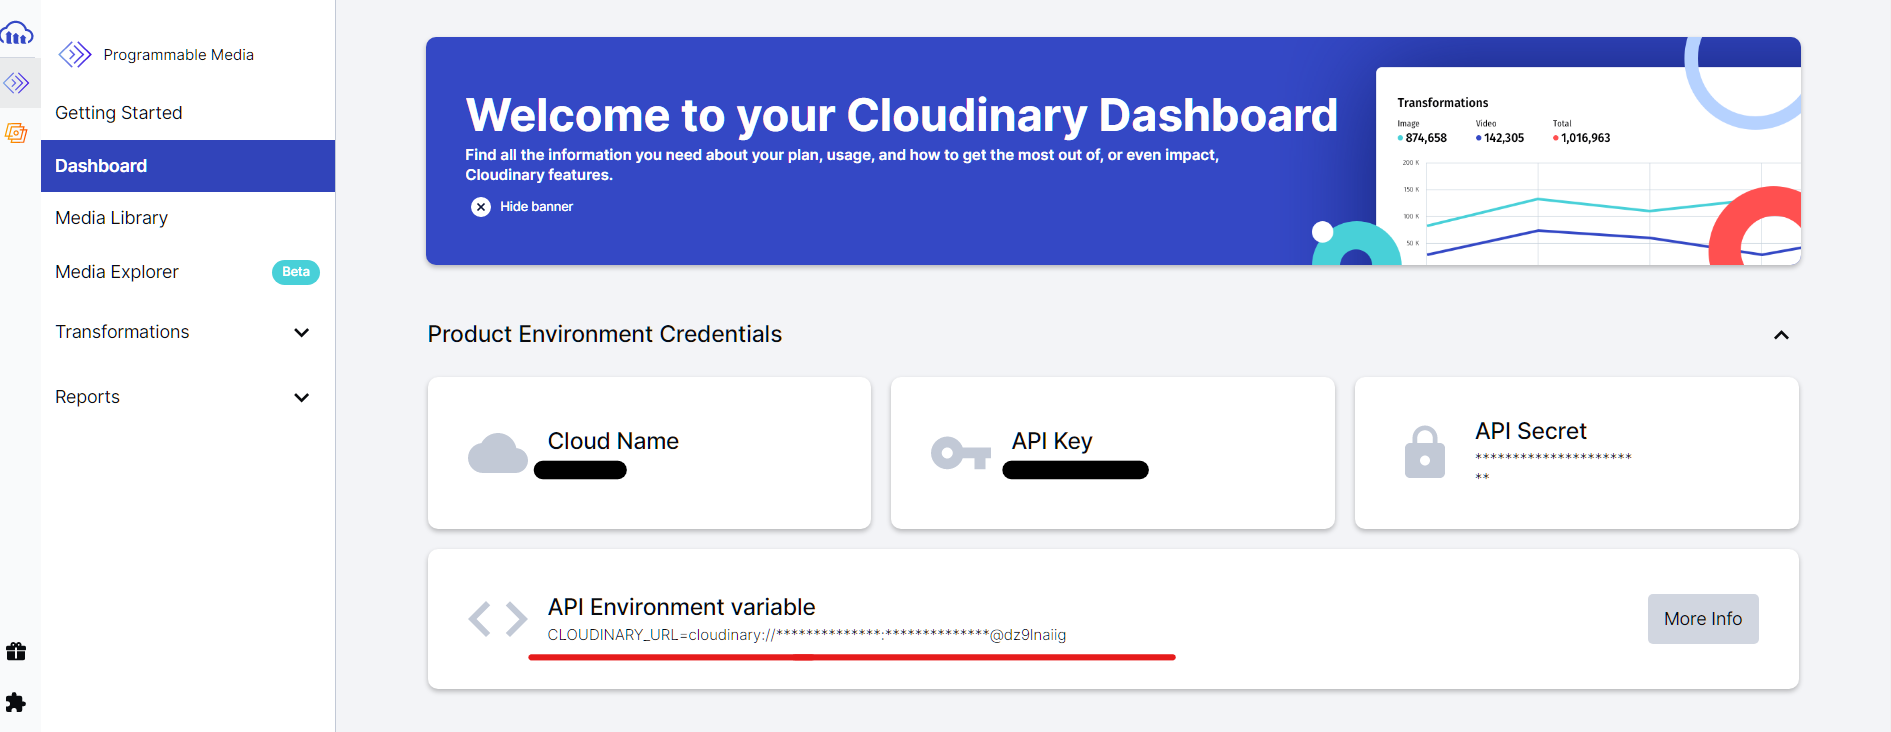 Programmable Media
Getting Started
Dashboard
Media Library
Media Explorer Beta
Transformations
Reports
Welcome to your Cloudinary Dashboard
Find all the information you need about your plan, usage, and how to get the most out of, or even impact,
Cloudinary features.
Hide banner
Transformations
Image Video Total
874,658 142,305 1,016,963
200 K
150 K
100 K
50 K
Product Environment Credentials
Cloud Name
API Key
API Secret
*********************
**
API Environment variable
CLOUDINARY_URL=cloudinary://**************:**************@dz9lnaiig
More Info